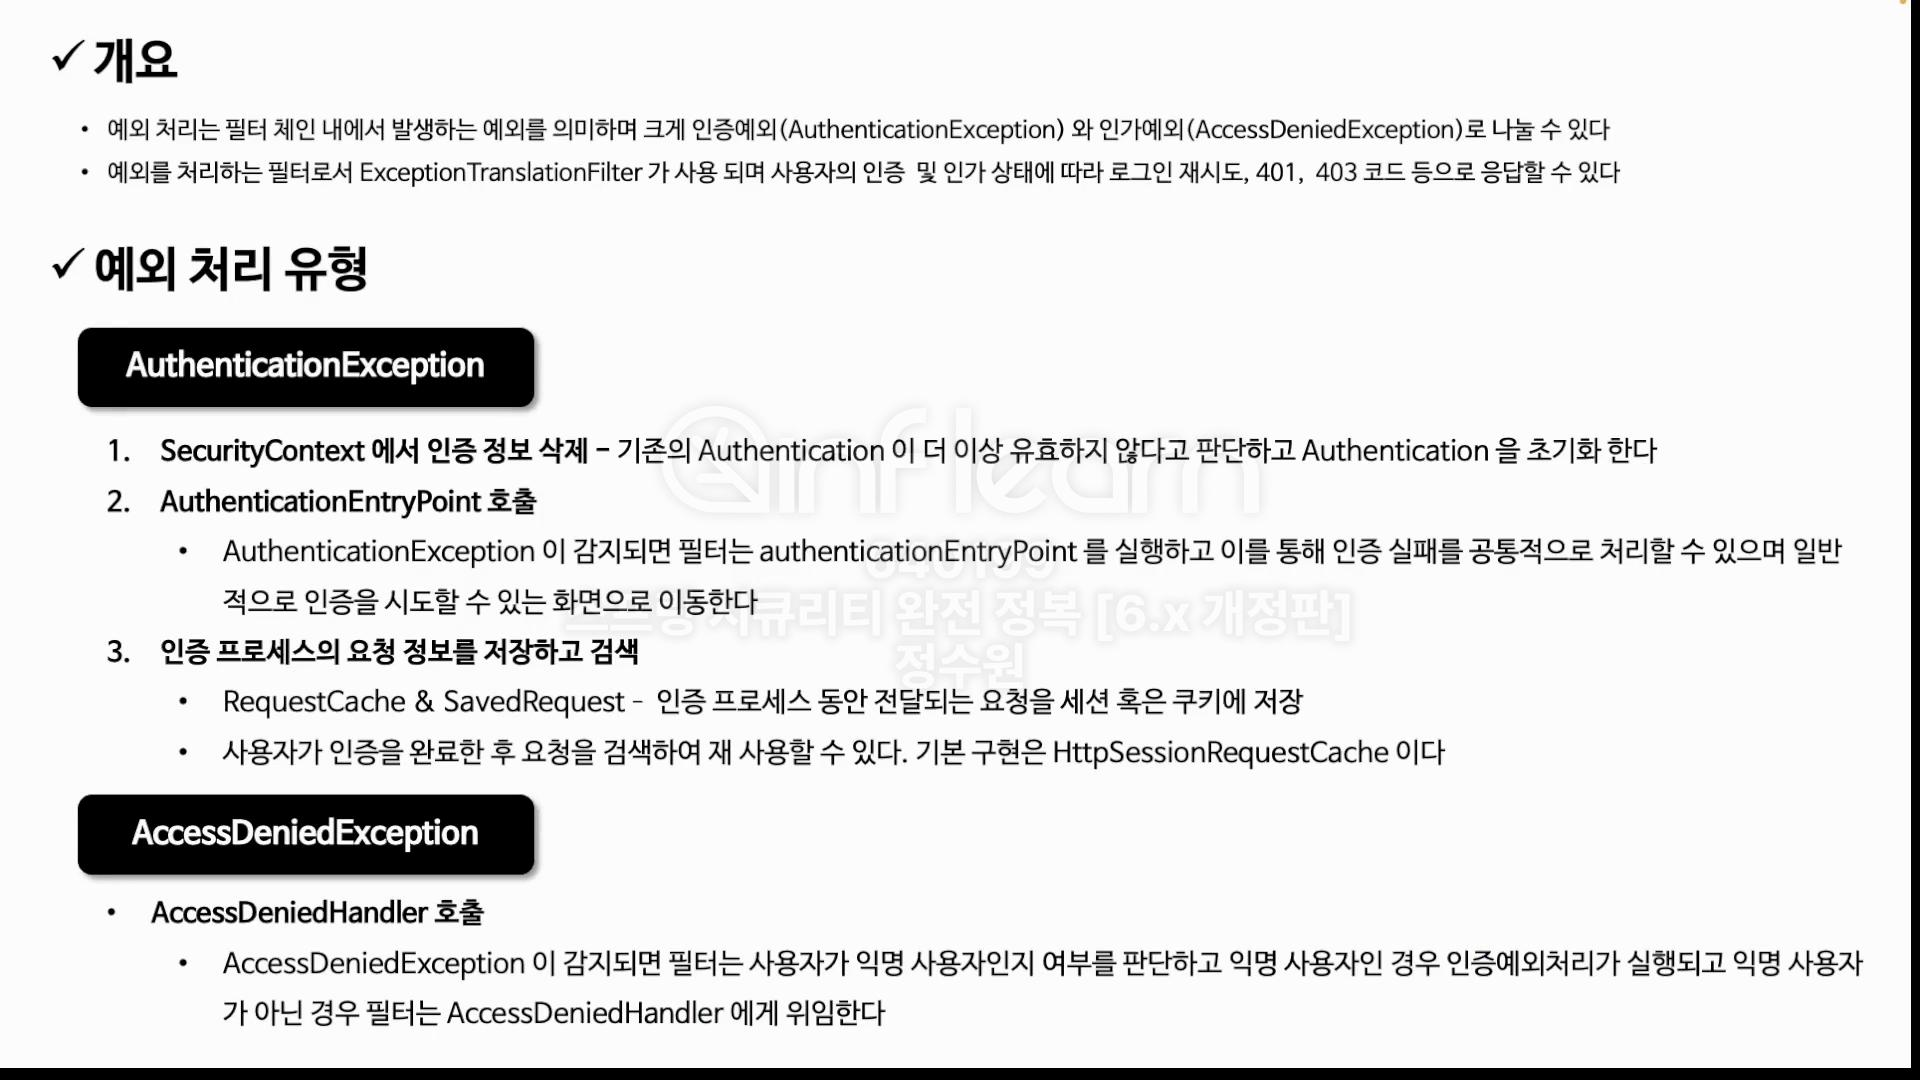 ✓ 개요
• 예외 처리는 필터 체인 내에서 발생하는 예외를 의미하며 크게 인증예외(AuthenticationException) 와 인가예외(AccessDeniedException)로 나눌 수 있다
• 예외를 처리하는 필터로서 ExceptionTranslationFilter 가 사용 되며 사용자의 인증 및 인가 상태에 따라 로그인 재시도, 401, 403 코드 등으로 응답할 수 있다
✓ 예외 처리 유형
AuthenticationException
1. SecurityContext 에서 인증 정보 삭제 – 기존의 Authentication 이 더 이상 유효하지 않다고 판단하고 Authentication 을 초기화 한다
2. AuthenticationEntryPoint 호출
• AuthenticationException 이 감지되면 필터는 authenticationEntryPoint 를 실행하고 이를 통해 인증 실패를 공통적으로 처리할 수 있으며 일반
적으로 인증을 시도할 수 있는 화면으로 이동한다
3. 인증 프로세스의 요청 정보를 저장하고 검색
• RequestCache & SavedRequest - 인증 프로세스 동안 전달되는 요청을 세션 혹은 쿠키에 저장
• 사용자가 인증을 완료한 후 요청을 검색하여 재 사용할 수 있다. 기본 구현은 HttpSessionRequestCache 이다
AccessDeniedException
• AccessDeniedHandler 호출
• AccessDeniedException 이 감지되면 필터는 사용자가 익명 사용자인지 여부를 판단하고 익명 사용자인 경우 인증예외처리가 실행되고 익명 사용자
가 아닌 경우 필터는 AccessDeniedHandler 에게 위임한다
inflearn
시큐리티 완전 정복 [6.x 개정판]
정수원